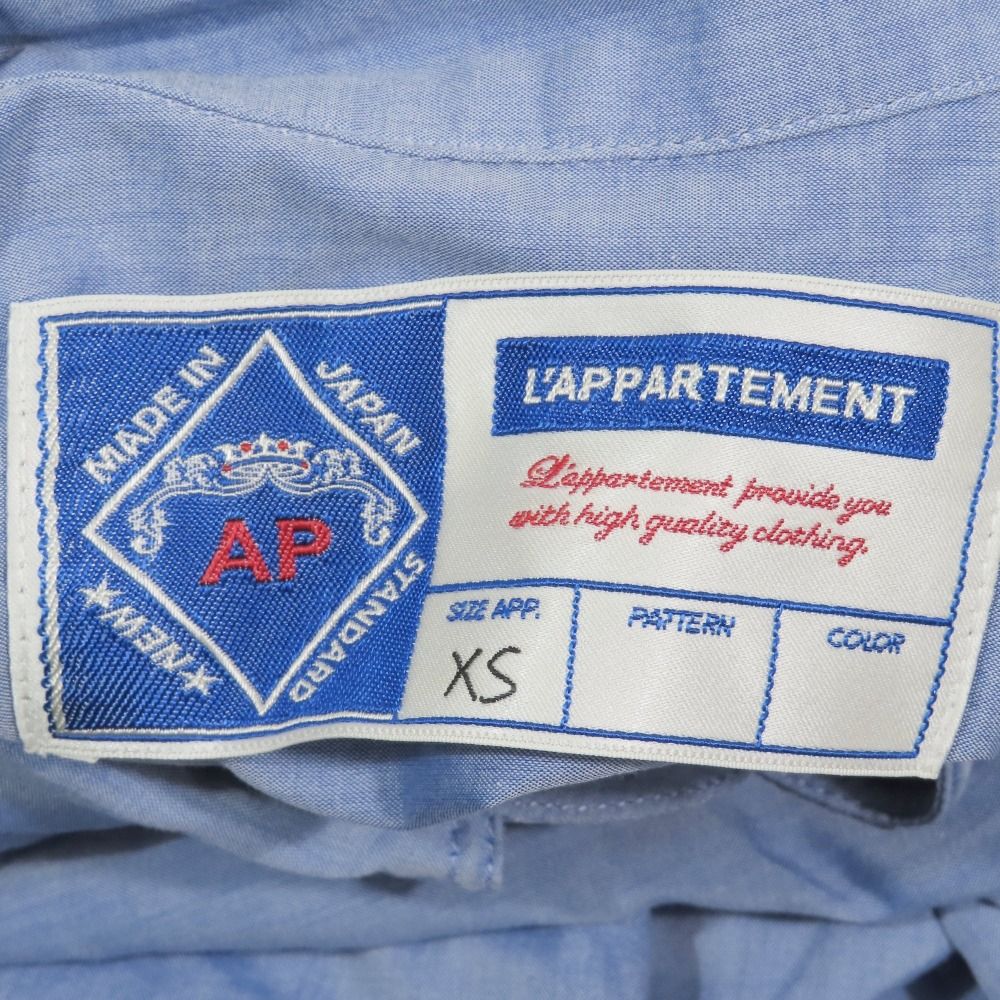 MADE IN
JAPAN
AP
STANDARD
★NEW★
L'APPARTEMENT
L'appartement provide you
with high quality clothing.
SIZE APP.
XS
PATTERN
COLOR